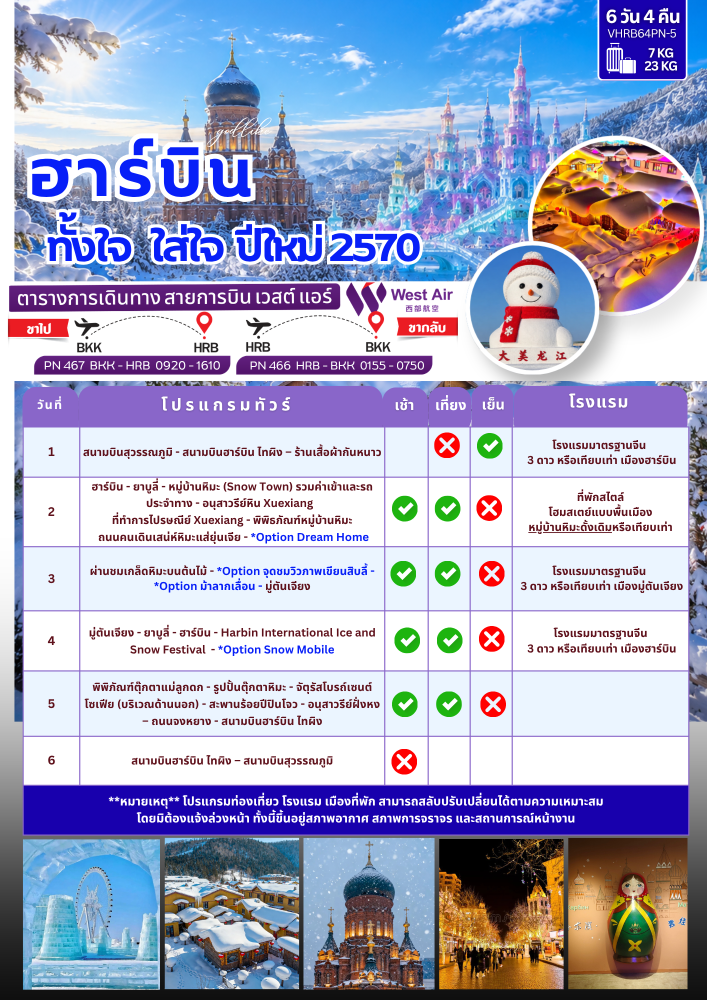 6 วัน 4 คืน
VHRB64PN-5
7 KG
23 KG
godlike
ฮาร์บิน
ทั้งใจ ใส่ใจ ปีใหม่ 2570
ตารางการเดินทาง สายการบิน เวสต์ แอร์
West Air
西部航空
ขาไป
BKK
HRB
HRB
BKK
ขากลับ
PN 467 BKK - HRB 0920 - 1610
PN 466 HRB - BKK 0155 - 0750
大美龙江
วันที่
โปรแกรมทัวร์
เช้า
เที่ยง
เย็น
โรงแรม
1
สนามบินสุวรรณภูมิ - สนามบินฮาร์บิน ไทผิง – ร้านเสื้อผ้ากันหนาว
โรงแรมมาตรฐานจีน
3 ดาว หรือเทียบเท่า เมืองฮาร์บิน
2
ฮาร์บิน - ยาบูลี่ - หมู่บ้านหิมะ (Snow Town) รวมค่าเข้าและรถ
ประจำทาง - อนุสาวรีย์หิน Xuexiang
ที่ทำการไปรษณีย์ Xuexiang - พิพิธภัณฑ์หมู่บ้านหิมะ
ถนนคนเดินเสน่ห์หิมะแส่ยุ่นเจีย - *Option Dream Home
ที่พักสไตล์
โฮมสเตย์แบบพื้นเมือง
หมู่บ้านหิมะดั้งเดิมหรือเทียบเท่า
3
ผ่านชมเกล็ดหิมะบนต้นไม้ - *Option จุดชมวิวภาพเขียนสิบลี้ -
*Option ม้าลากเลื่อน - มู่ตันเจียง
โรงแรมมาตรฐานจีน
3 ดาว หรือเทียบเท่า เมืองมู่ตันเจียง
4
มู่ตันเจียง - ยาบูลี่ - ฮาร์บิน - Harbin International Ice and
Snow Festival - *Option Snow Mobile
โรงแรมมาตรฐานจีน
3 ดาว หรือเทียบเท่า เมืองฮาร์บิน
5
พิพิภัณฑ์ตุ๊กตาแม่ลูกดก - รูปปั้นตุ๊กตาหิมะ - จัตุรัสโบรถ์เซนต์
โซเฟีย (บริเวณด้านนอก) - สะพานร้อยปีปินโจว - อนุสาวรีย์ฝั่งหง
– ถนนจงหยาง - สนามบินฮาร์บิน ไทผิง
6
สนามบินฮาร์บิน ไทผิง – สนามบินสุวรรณภูมิ
**หมายเหตุ** โปรแกรมท่องเที่ยว โรงแรม เมืองที่พัก สามารถสลับปรับเปลี่ยนได้ตามความเหมาะสม
โดยมิต้องแจ้งล่วงหน้า ทั้งนี้ขึ้นอยู่สภาพอากาศ สภาพการจราจร และสถานการณ์หน้างาน
Харбин
Ма
套娃